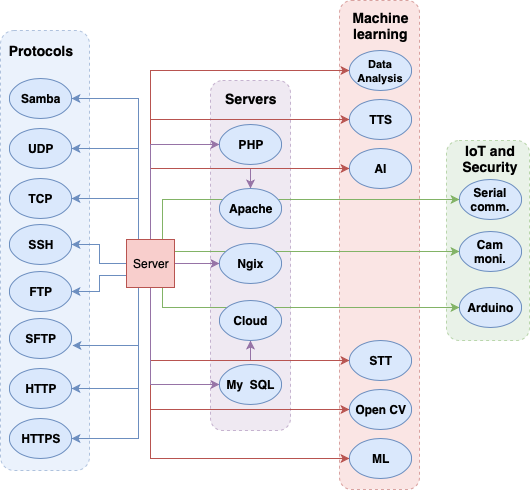 Protocols
Samba
UDP
TCP
SSH
FTP
SFTP
HTTP
HTTPS
Server
Servers
PHP
Apache
Ngix
Cloud
My SQL
Machine
learning
Data
Analysis
TTS
AI
STT
Open CV
ML
IoT and
Security
Serial
comm.
Cam
moni.
Arduino